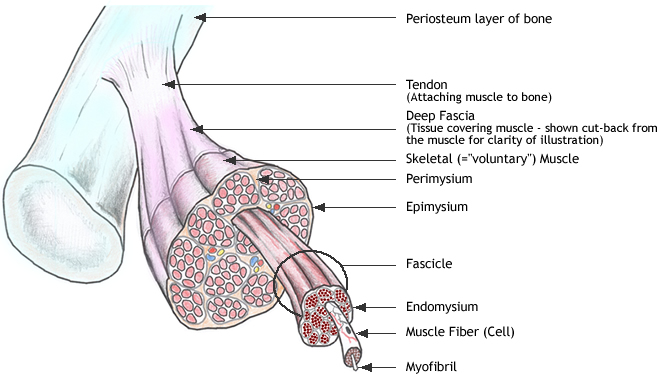 Periosteum layer of bone
Tendon
(Attaching muscle to bone)
Deep Fascia
(Tissue covering muscle - shown cut-back from
the muscle for clarity of illustration)
Skeletal (="voluntary") Muscle
Perimysium
Epimysium
Fascicle
Endomysium
Muscle Fiber (Cell)
Myofibril